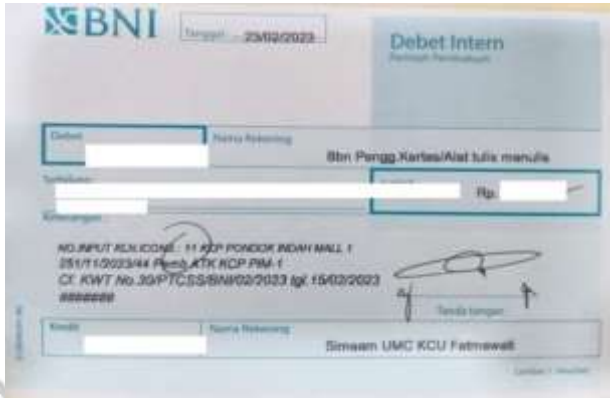 BNI
Tanggal 23/02/2023
Debet Intern
Debet
Nama Rekening
Bbn Pengg.Kertas/Alat tulis menulis
Terbilang
Rp.
Keterangan
NO.INPUT KLN.ICONS : 11 KCP PONDOK INDAH MALL 1
251/11/2023/44 Pemb ATK KCP PIM-1
Cf. KWT No.30/PTCSS/BNI/02/2023 tgl.15/02/2023
#######
Tanda tangan
Kredit
Nama Rekening
UMC KCU Fatmawati